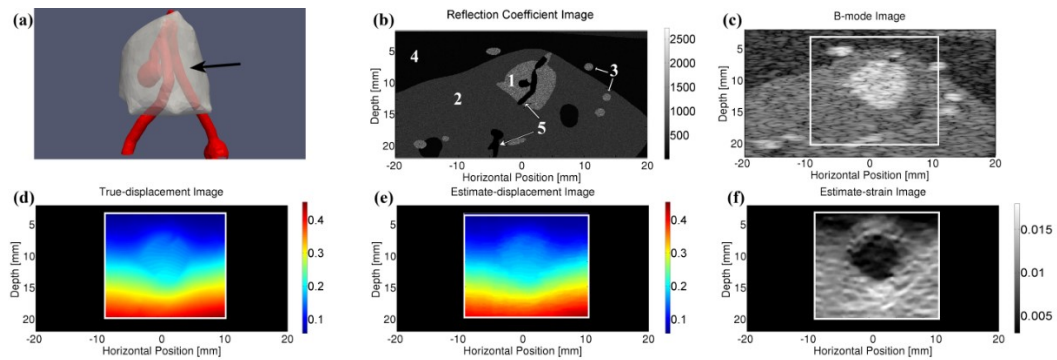 (a)
(b)
Reflection Coefficient Image
(c)
B-mode Image
Depth [mm]
5
10
15
20
4
1
3
2
5
2500
2000
1500
1000
500
-20 -10 0 10 20
Horizontal Position [mm]
Depth [mm]
5
10
15
20
-20 -10 0 10 20
Horizontal Position [mm]
(d)
True-displacement Image
Depth [mm]
5
10
15
20
0.4
0.3
0.2
0.1
-20 -10 0 10 20
Horizontal Position [mm]
(e)
Estimate-displacement Image
Depth [mm]
5
10
15
20
0.4
0.3
0.2
0.1
-20 -10 0 10 20
Horizontal Position [mm]
(f)
Estimate-strain Image
Depth [mm]
5
10
15
20
0.015
0.01
0.005
-20 -10 0 10 20
Horizontal Position [mm]